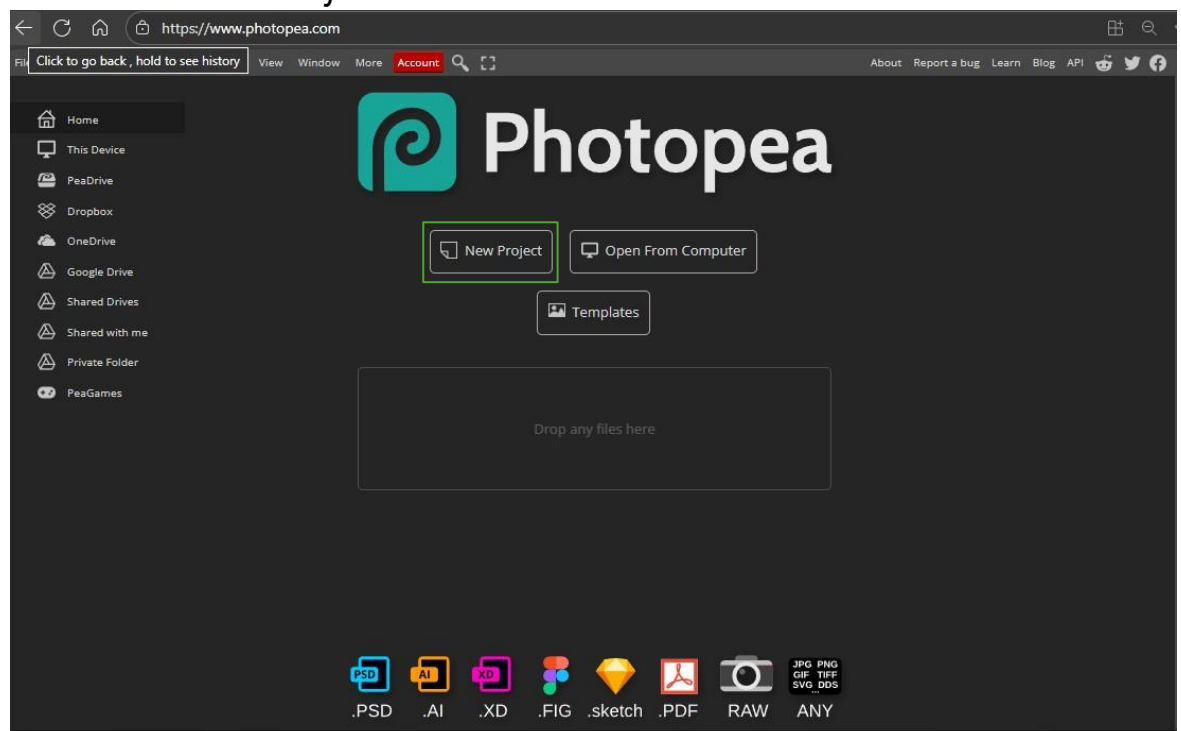 https://www.photopea.com
Click to go back , hold to see history
View Window More Account
About Report a bug Learn Blog API
Home
This Device
PeaDrive
Dropbox
OneDrive
Google Drive
Shared Drives
Shared with me
Private Folder
PeaGames
Photopea
New Project
Open From Computer
Templates
Drop any files here
PSD
AI
XD
JPG PNG
GIF TIFF
SVG DDS
...
.PSD .AI .XD .FIG .sketch .PDF RAW ANY